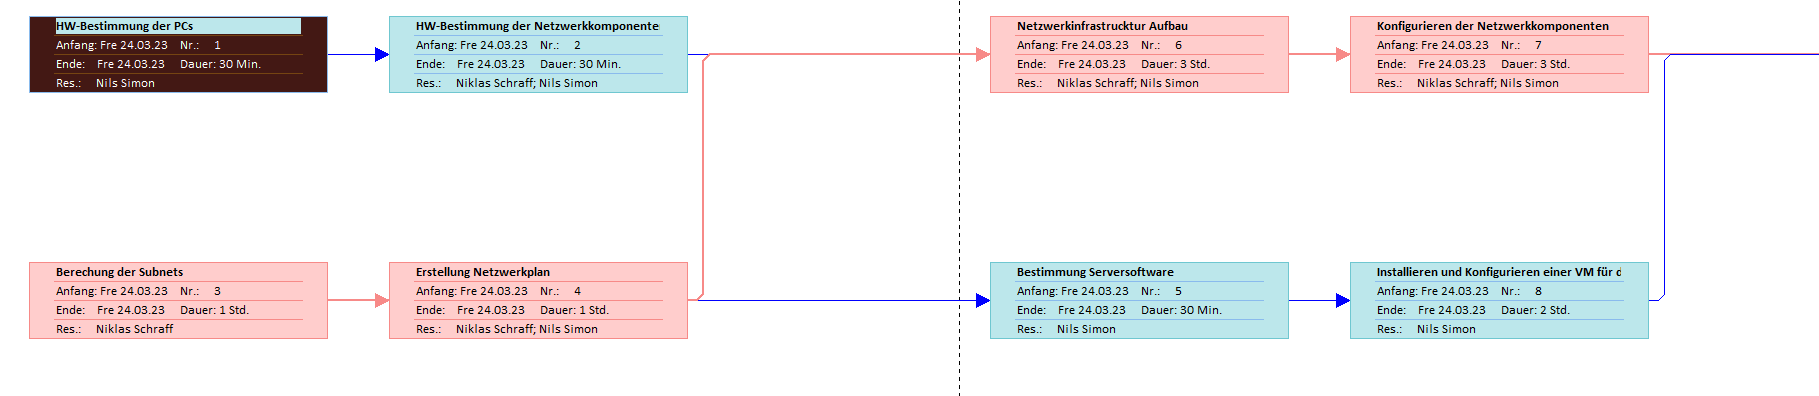 HW-Bestimmung der PCs
Anfang: Fre 24.03.23 Nr.: 1
Ende: Fre 24.03.23 Dauer: 30 Min.
Res.: Nils Simon
HW-Bestimmung der Netzwerkkomponente
Anfang: Fre 24.03.23 Nr.: 2
Ende: Fre 24.03.23 Dauer: 30 Min.
Res.: Niklas Schraff; Nils Simon
Netzwerkinfrastrucktur Aufbau
Anfang: Fre 24.03.23 Nr.: 6
Ende: Fre 24.03.23 Dauer: 3 Std.
Res.: Niklas Schraff; Nils Simon
Konfigurieren der Netzwerkkomponenten
Anfang: Fre 24.03.23 Nr.: 7
Ende: Fre 24.03.23 Dauer: 3 Std.
Res.: Niklas Schraff; Nils Simon
Berechung der Subnets
Anfang: Fre 24.03.23 Nr.: 3
Ende: Fre 24.03.23 Dauer: 1 Std.
Res.: Niklas Schraff
Erstellung Netzwerkplan
Anfang: Fre 24.03.23 Nr.: 4
Ende: Fre 24.03.23 Dauer: 1 Std.
Res.: Niklas Schraff; Nils Simon
Bestimmung Serversoftware
Anfang: Fre 24.03.23 Nr.: 5
Ende: Fre 24.03.23 Dauer: 30 Min.
Res.: Nils Simon
Installieren und Konfigurieren einer VM für d
Anfang: Fre 24.03.23 Nr.: 8
Ende: Fre 24.03.23 Dauer: 2 Std.
Res.: Nils Simon